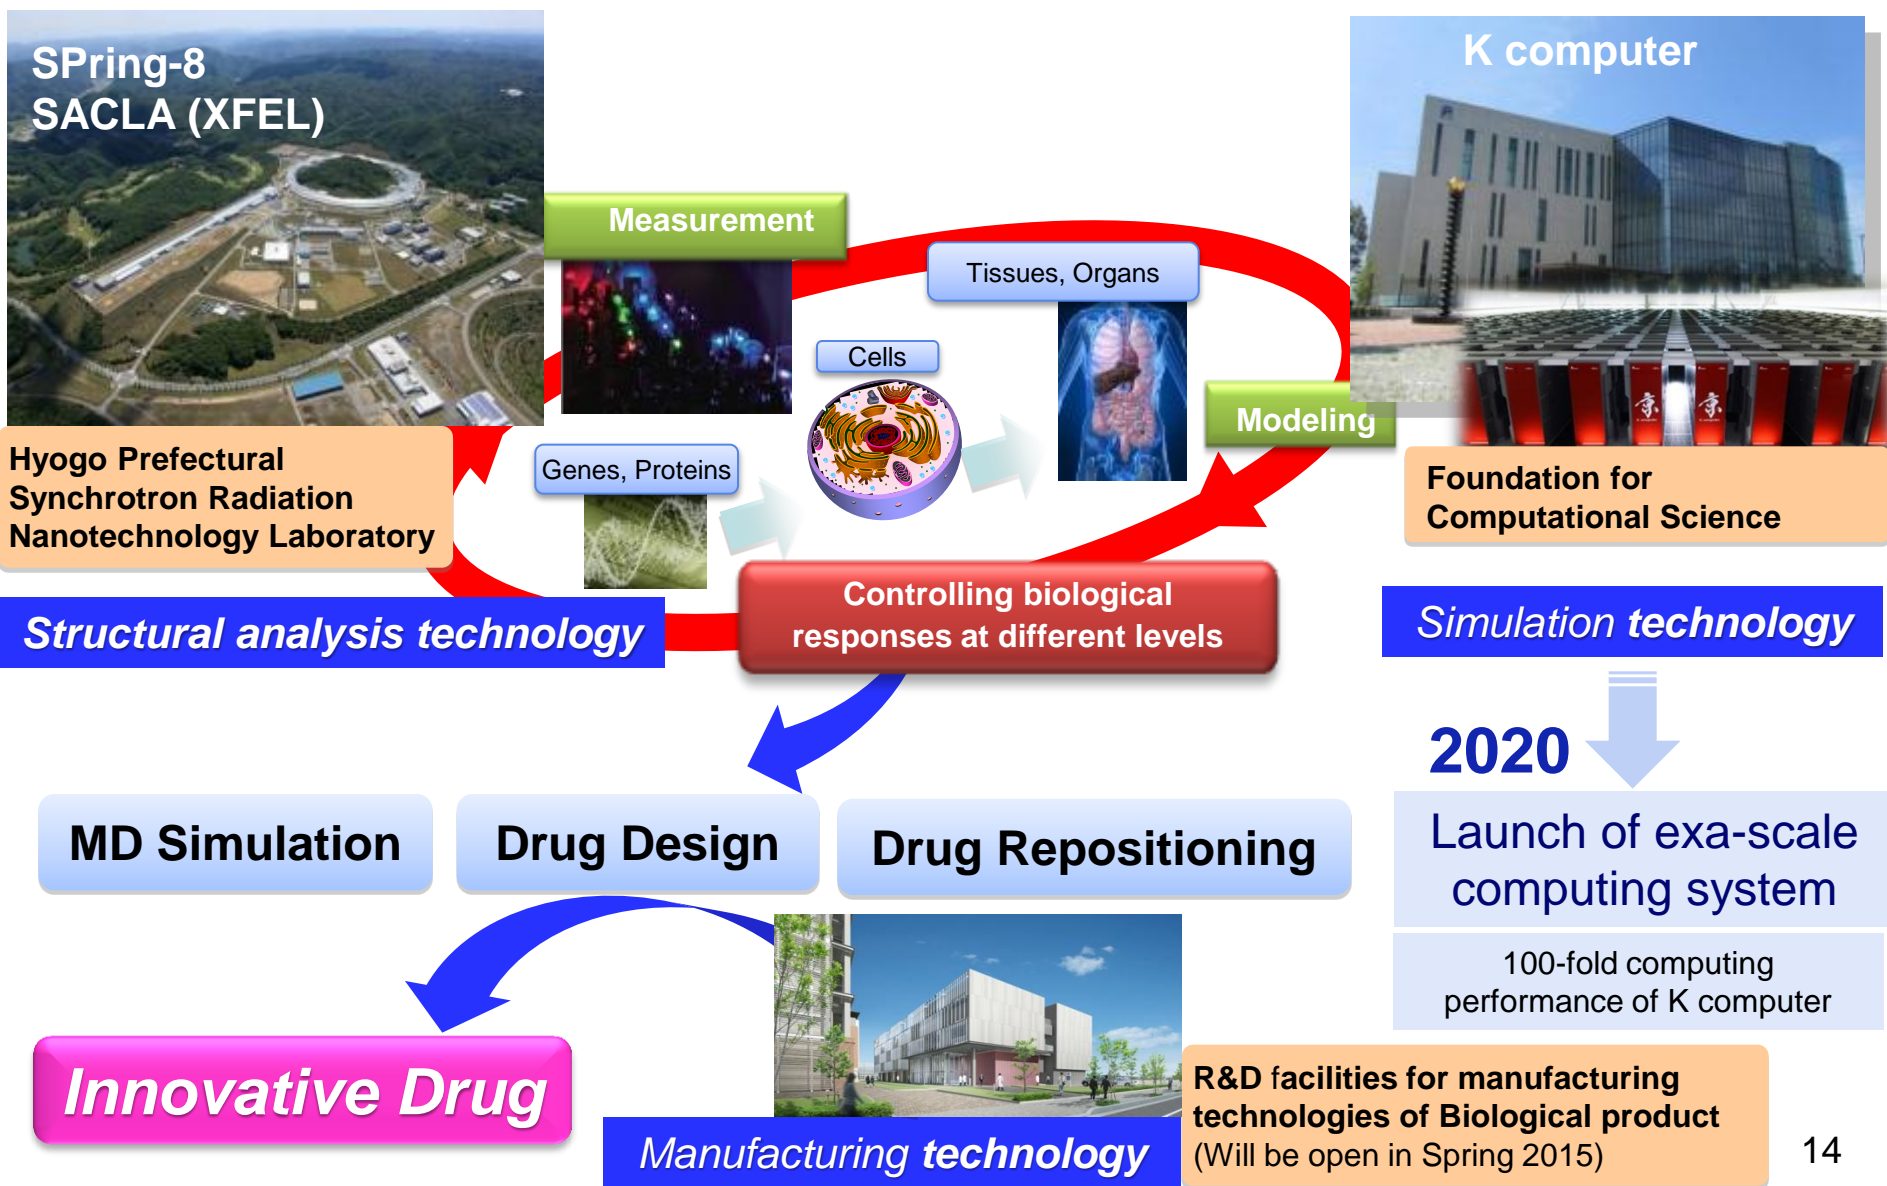 SPring-8
SACLA (XFEL)
K computer
Measurement
Tissues, Organs
Cells
Modeling
京
京
Genes, Proteins
Hyogo Prefectural
Synchrotron Radiation
Nanotechnology Laboratory
Foundation for
Computational Science
Controlling biological
responses at different levels
Structural analysis technology
Simulation technology
2020
MD Simulation
Drug Design
Drug Repositioning
Launch of exa-scale
computing system
100-fold computing
performance of K computer
Innovative Drug
Manufacturing technology
R&D facilities for manufacturing
technologies of Biological product
(Will be open in Spring 2015)
14